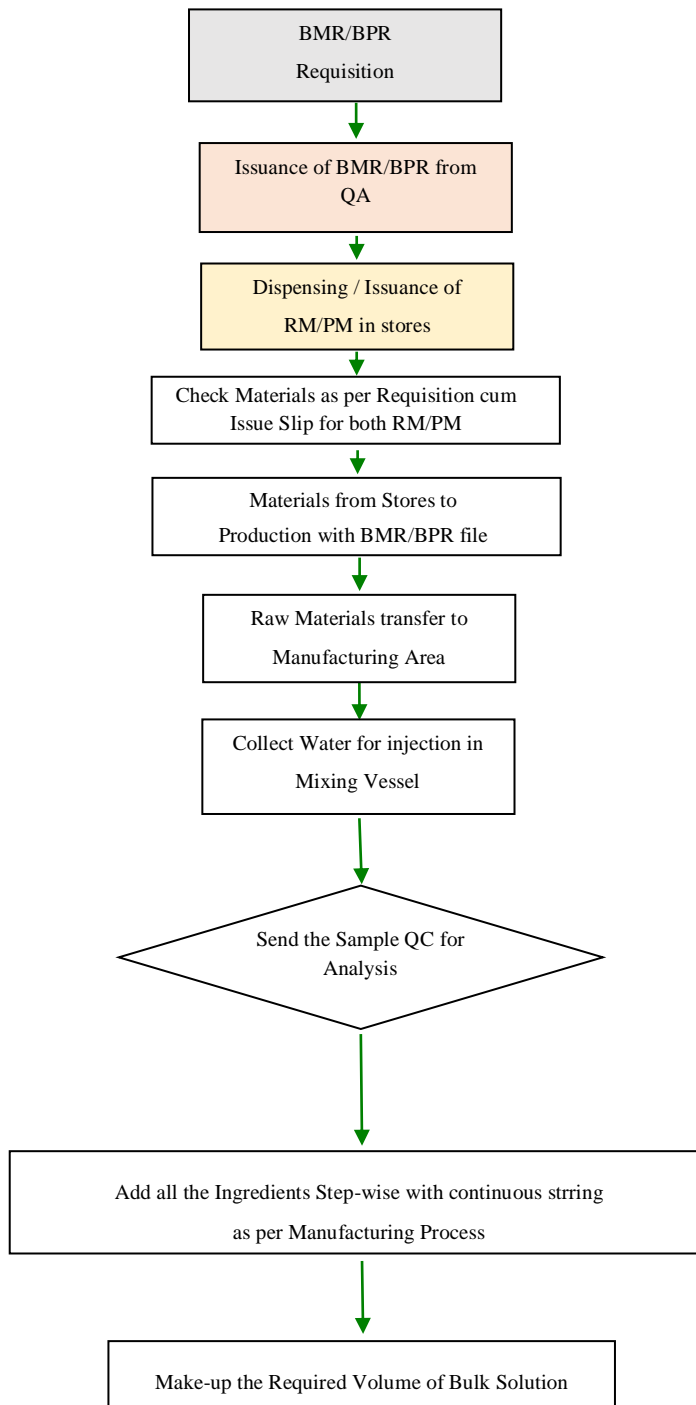 BMR/BPR
Requisition
Issuance of BMR/BPR from
QA
Dispensing / Issuance of
RM/PM in stores
Check Materials as per Requisition cum
Issue Slip for both RM/PM
Materials from Stores to
Production with BMR/BPR file
Raw Materials transfer to
Manufacturing Area
Collect Water for injection in
Mixing Vessel
Send the Sample QC for
Analysis
Add all the Ingredients Step-wise with continuous strring
as per Manufacturing Process
Make-up the Required Volume of Bulk Solution